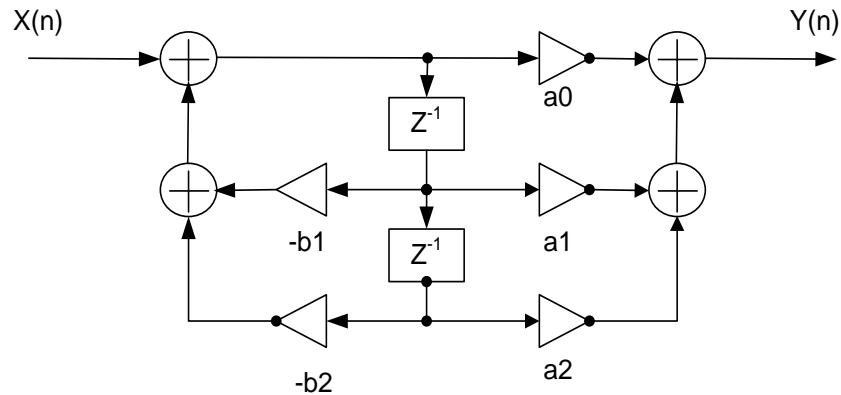 X(n) Y(n)
a0
Z⁻¹
-b1 a1
Z⁻¹
-b2 a2